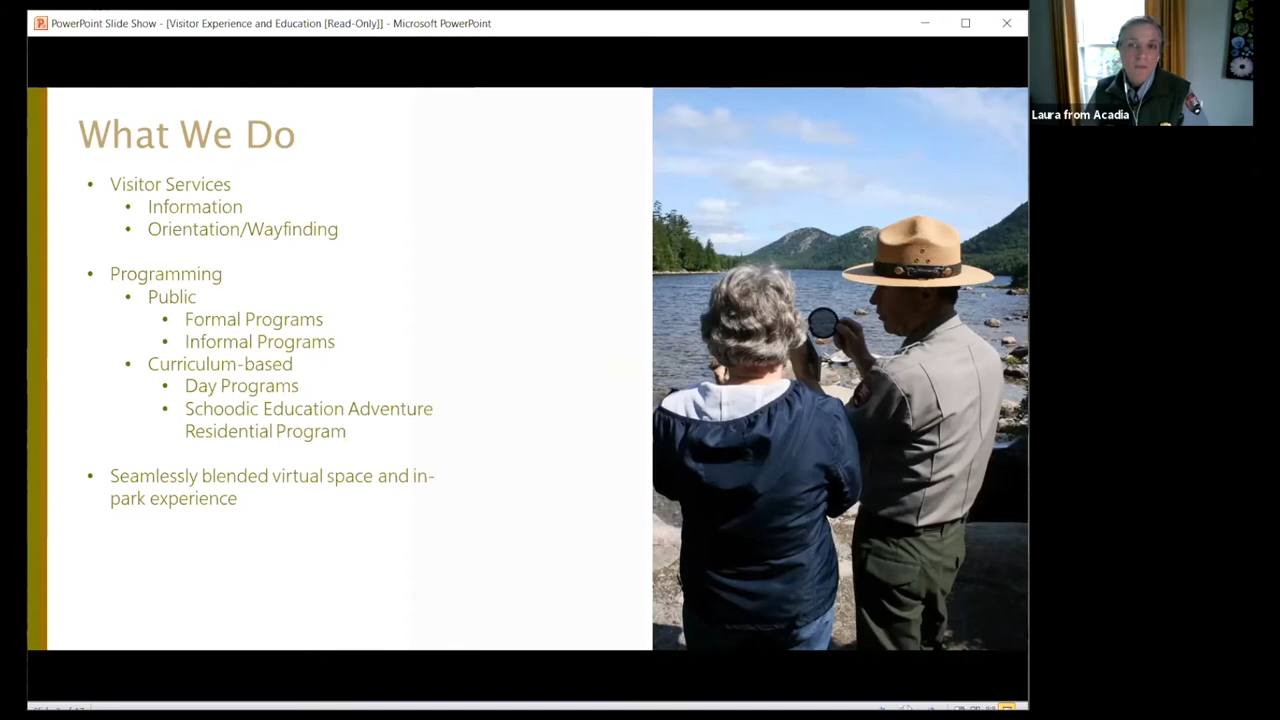 PowerPoint Slide Show - [Visitor Experience and Education [Read-Only]] - Microsoft PowerPoint
Laura from Acadia
What We Do
• Visitor Services
• Information
• Orientation/Wayfinding
• Programming
• Public
• Formal Programs
• Informal Programs
• Curriculum-based
• Day Programs
• Schoodic Education Adventure
Residential Program
• Seamlessly blended virtual space and in-
park experience